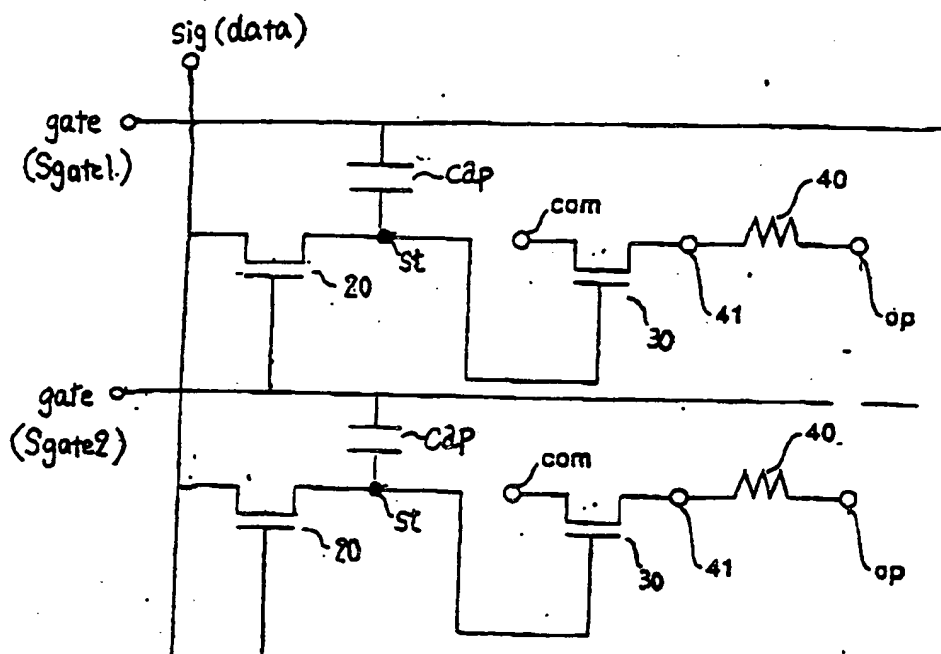 sig (data)
gate
(Sgate1.)
cap
com
40
st
20
30
41
op
gate
(Sgate2)
cap
com
40
st
20
30
41
op